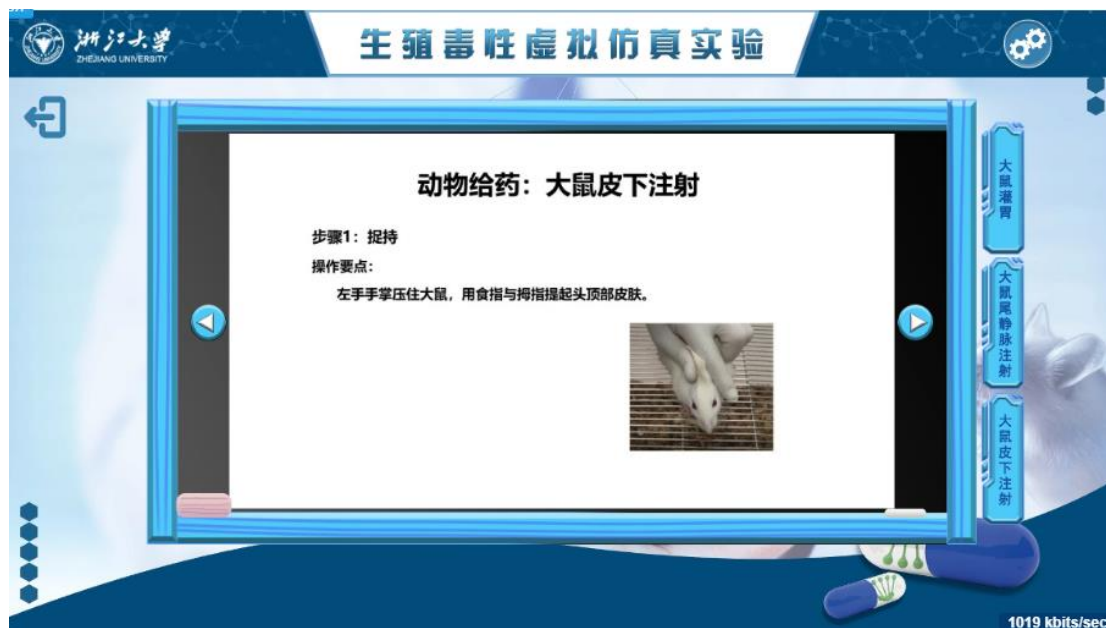 浙江大学
ZHEJIANG UNIVERSITY
生殖毒性虚拟仿真实验
动物给药：大鼠皮下注射
步骤1：捉持
操作要点：
左手手掌压住大鼠，用食指与拇指提起头顶部皮肤。
大鼠灌胃
大鼠尾静脉注射
大鼠皮下注射
1019 kbits/sec